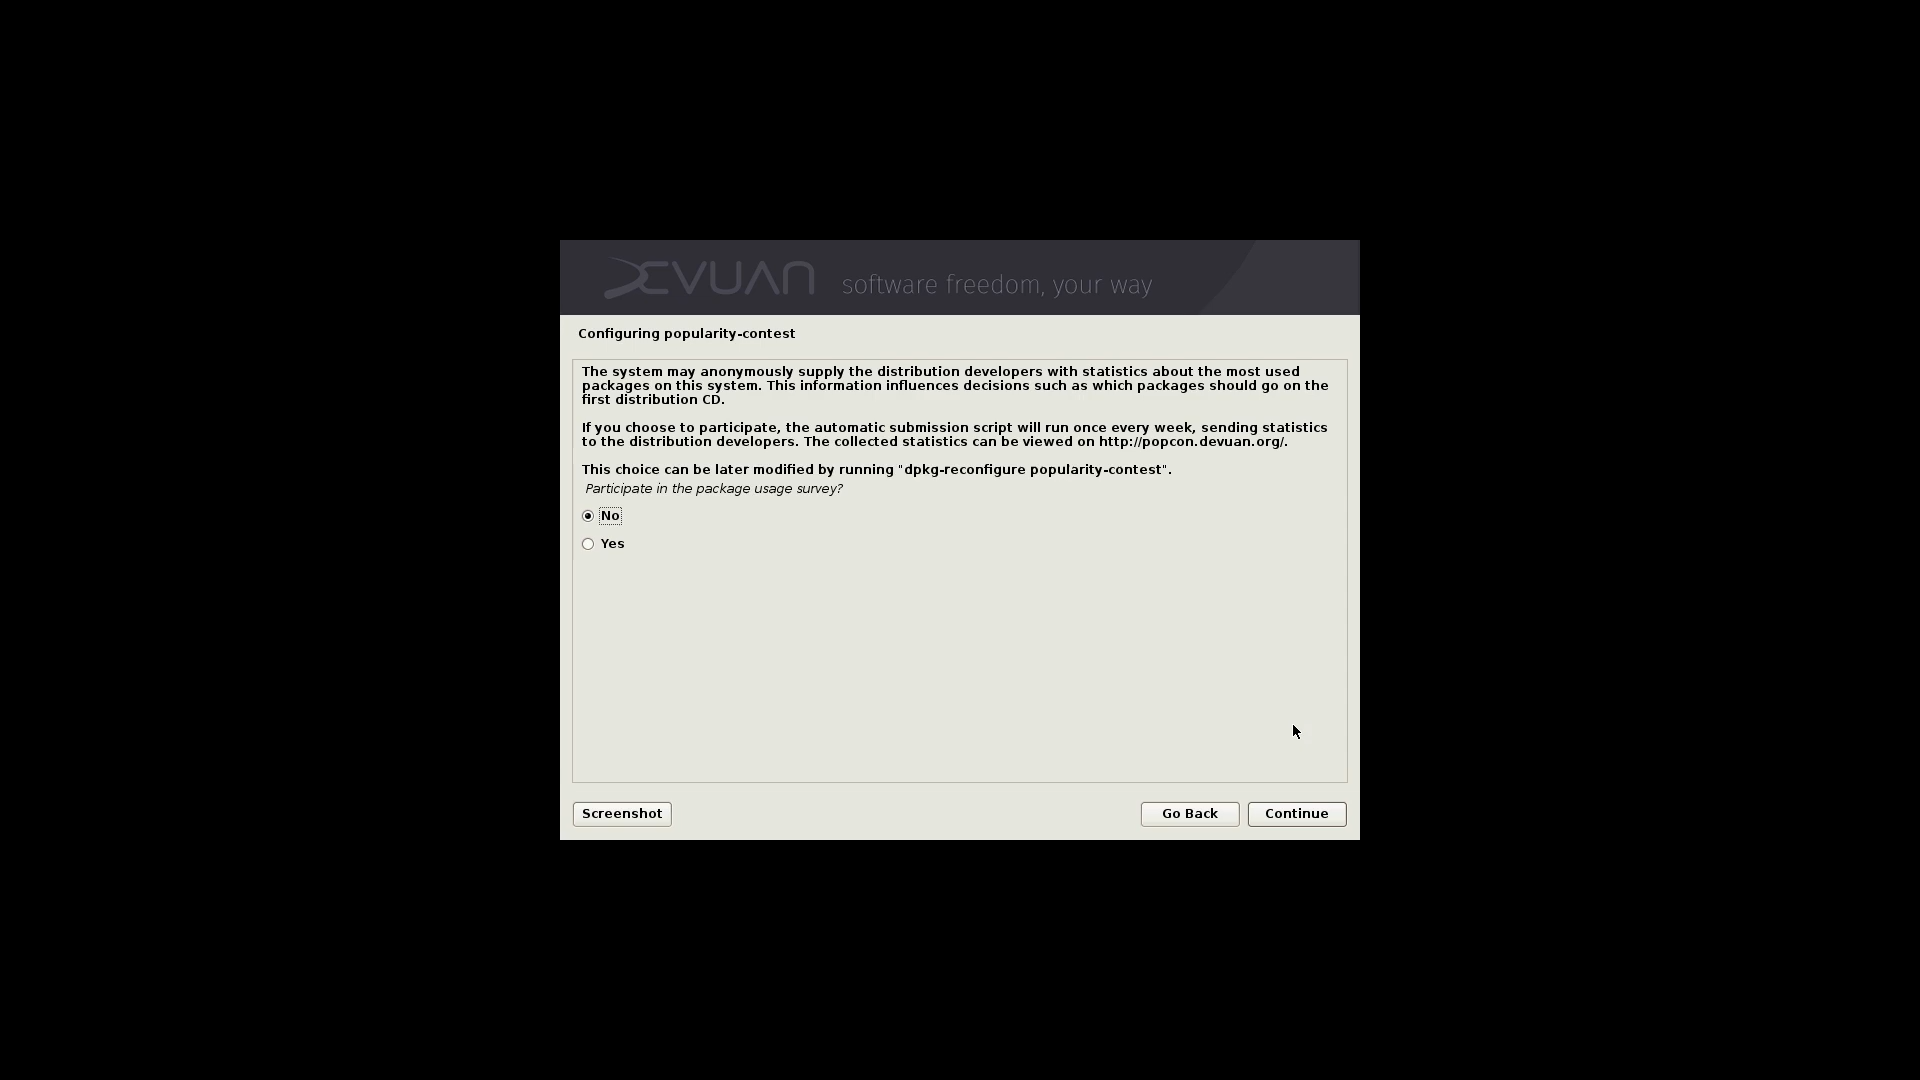 DEVUAN software freedom, your way
Configuring popularity-contest
The system may anonymously supply the distribution developers with statistics about the most used
packages on this system. This information influences decisions such as which packages should go on the
first distribution CD.
If you choose to participate, the automatic submission script will run once every week, sending statistics
to the distribution developers. The collected statistics can be viewed on http://popcon.devuan.org/.
This choice can be later modified by running "dpkg-reconfigure popularity-contest".
Participate in the package usage survey?
No
Yes
Screenshot Go Back Continue